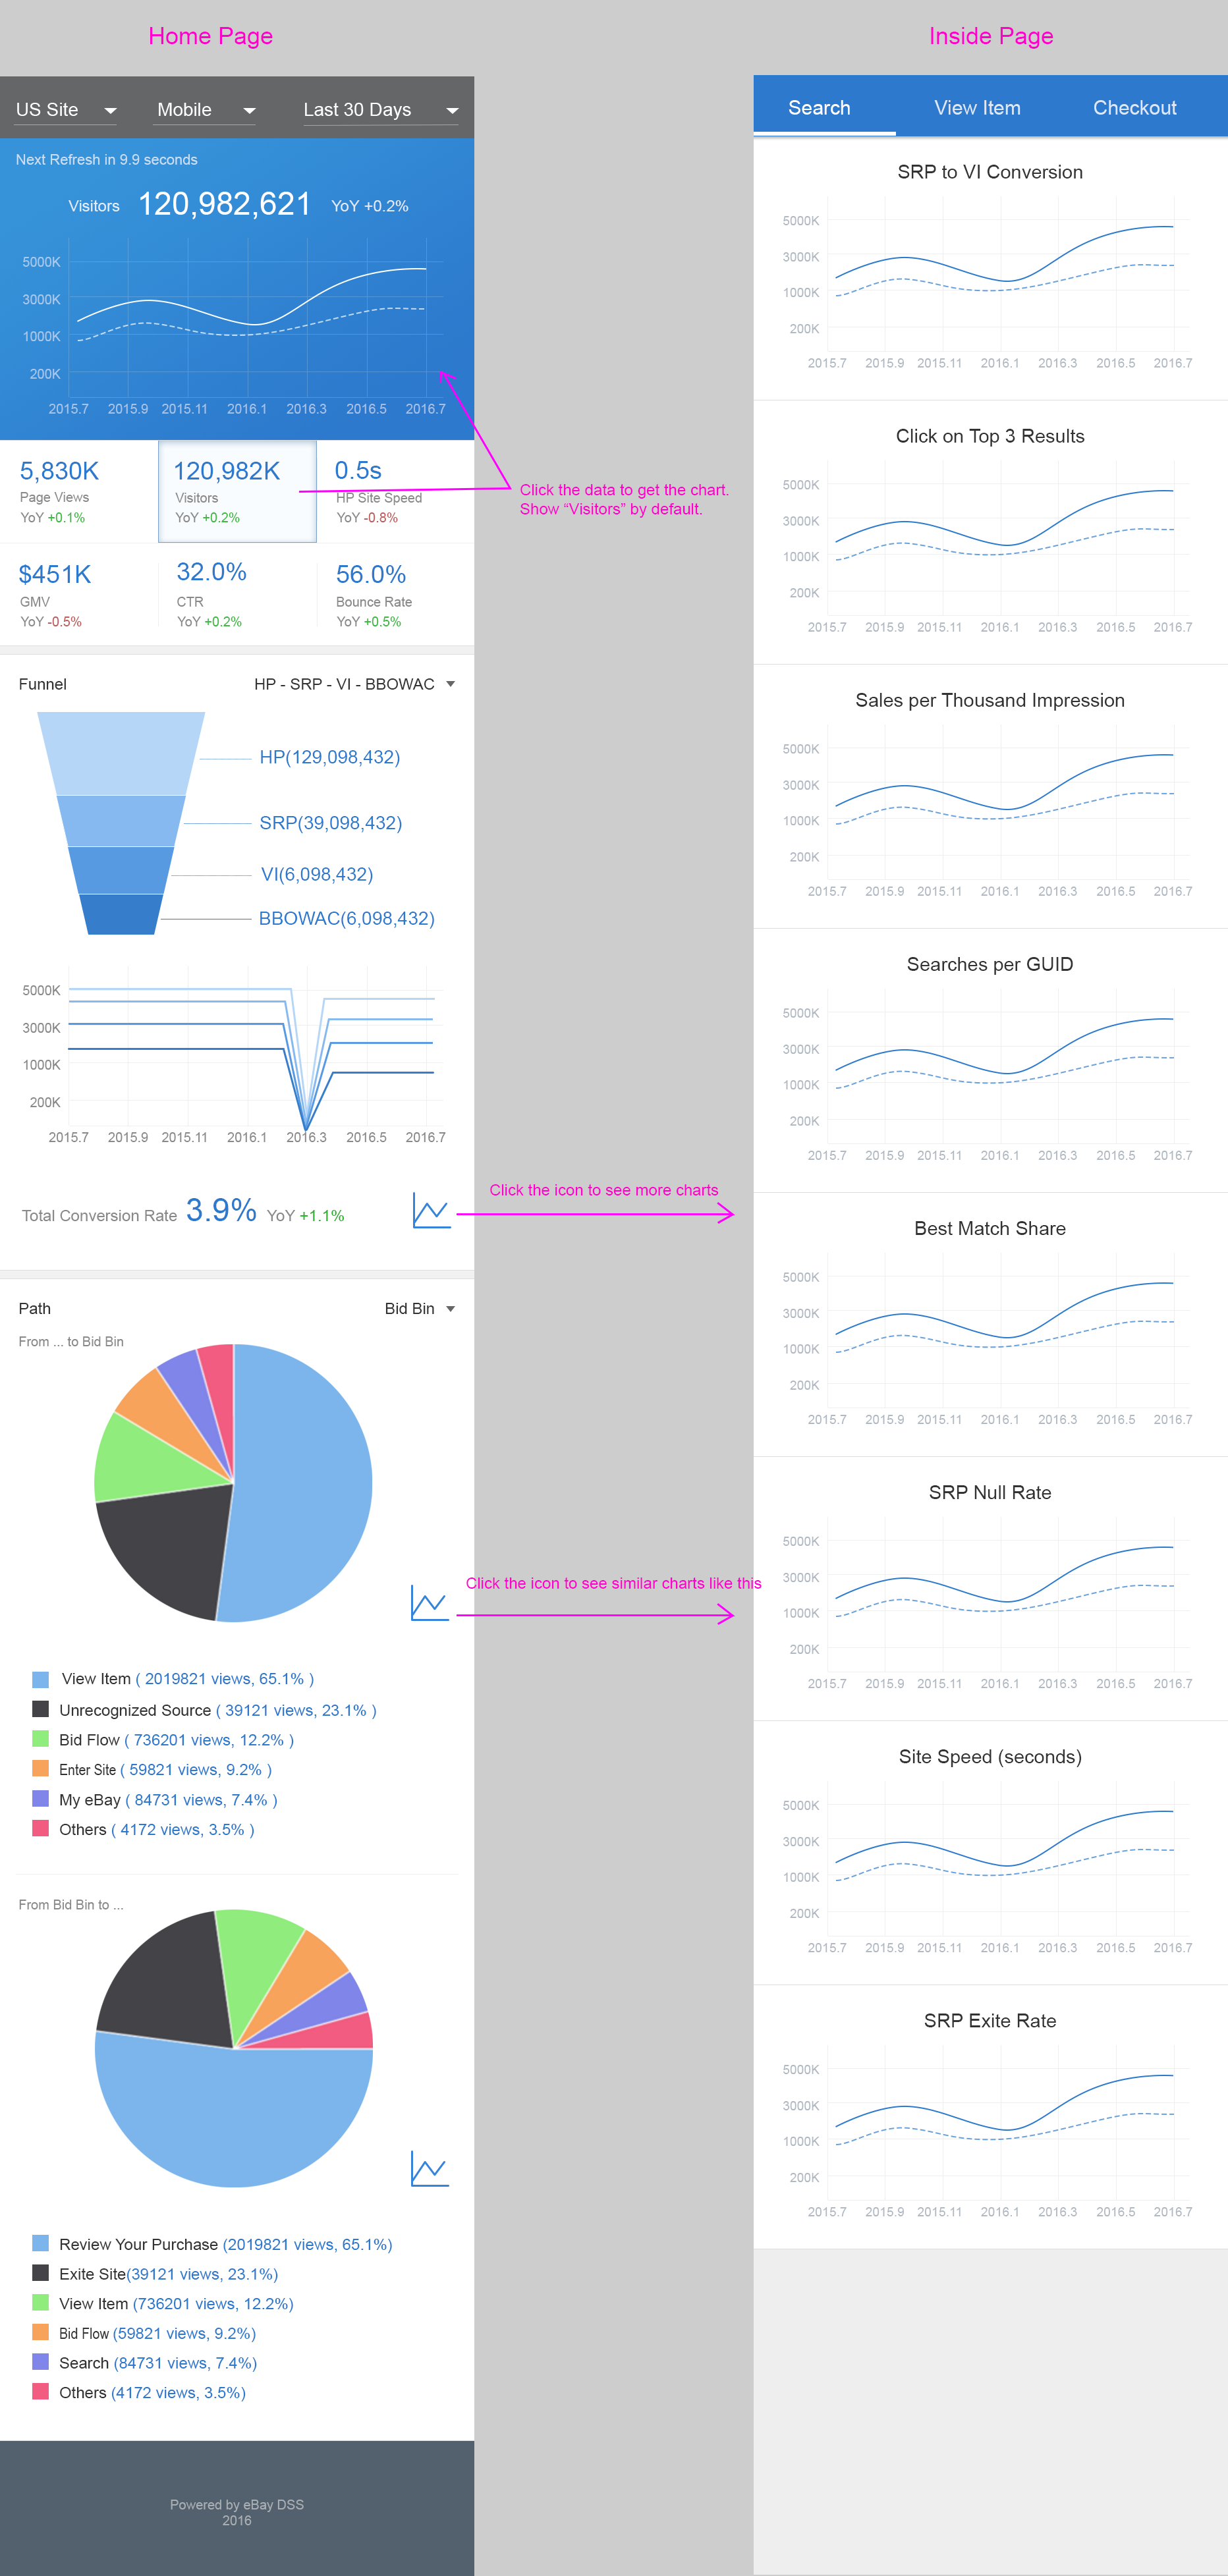 Home Page
US Site
Mobile
Last 30 Days
Next Refresh in 9.9 seconds
Visitors 120,982,621 YoY +0.2%
5000K
3000K
1000K
200K
2015.7 2015.9 2015.11 2016.1 2016.3 2016.5 2016.7
5,830K
Page Views
YoY +0.1%
120,982K
Visitors
YoY +0.2%
0.5s
HP Site Speed
YoY -0.8%
Click the data to get the chart.
Show “Visitors” by default.
$451K
GMV
YoY -0.5%
32.0%
CTR
YoY +0.2%
56.0%
Bounce Rate
YoY +0.5%
Funnel
HP - SRP - VI - BBOWAC
HP(129,098,432)
SRP(39,098,432)
VI(6,098,432)
BBOWAC(6,098,432)
5000K
3000K
1000K
200K
2015.7 2015.9 2015.11 2016.1 2016.3 2016.5 2016.7
Total Conversion Rate 3.9% YoY +1.1%
Click the icon to see more charts
Path
Bid Bin
From ... to Bid Bin
Click the icon to see similar charts like this
View Item ( 2019821 views, 65.1% )
Unrecognized Source ( 39121 views, 23.1% )
Bid Flow ( 736201 views, 12.2% )
Enter Site ( 59821 views, 9.2% )
My eBay ( 84731 views, 7.4% )
Others ( 4172 views, 3.5% )
From Bid Bin to ...
Review Your Purchase (2019821 views, 65.1%)
Exite Site(39121 views, 23.1%)
View Item (736201 views, 12.2%)
Bid Flow (59821 views, 9.2%)
Search (84731 views, 7.4%)
Others (4172 views, 3.5%)
Powered by eBay DSS
2016
Inside Page
Search
View Item
Checkout
SRP to VI Conversion
5000K
3000K
1000K
200K
2015.7 2015.9 2015.11 2016.1 2016.3 2016.5 2016.7
Click on Top 3 Results
5000K
3000K
1000K
200K
2015.7 2015.9 2015.11 2016.1 2016.3 2016.5 2016.7
Sales per Thousand Impression
5000K
3000K
1000K
200K
2015.7 2015.9 2015.11 2016.1 2016.3 2016.5 2016.7
Searches per GUID
5000K
3000K
1000K
200K
2015.7 2015.9 2015.11 2016.1 2016.3 2016.5 2016.7
Best Match Share
5000K
3000K
1000K
200K
2015.7 2015.9 2015.11 2016.1 2016.3 2016.5 2016.7
SRP Null Rate
5000K
3000K
1000K
200K
2015.7 2015.9 2015.11 2016.1 2016.3 2016.5 2016.7
Site Speed (seconds)
5000K
3000K
1000K
200K
2015.7 2015.9 2015.11 2016.1 2016.3 2016.5 2016.7
SRP Exite Rate
5000K
3000K
1000K
200K
2015.7 2015.9 2015.11 2016.1 2016.3 2016.5 2016.7